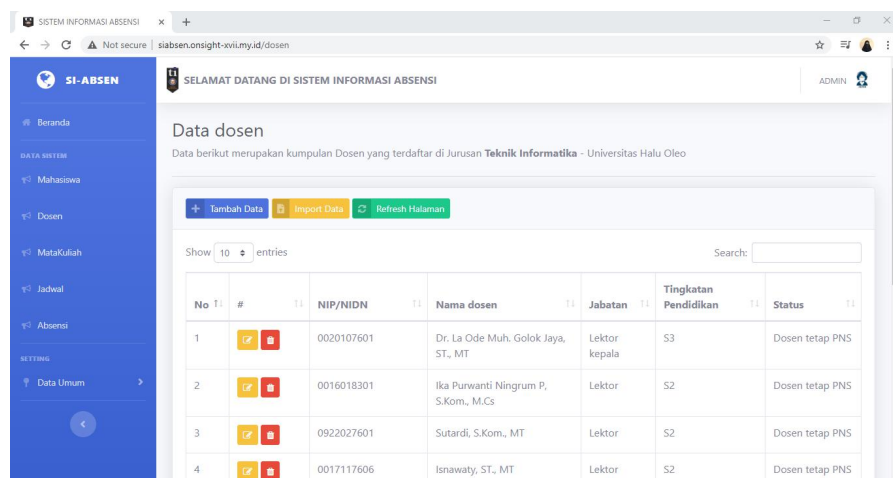 SISTEM INFORMASI ABSENSI
Not secure | siabsen.onsight-xvii.my.id/dosen
SI-ABSEN
SELAMAT DATANG DI SISTEM INFORMASI ABSENSI
ADMIN
Beranda
DATA SISTEM
Mahasiswa
Dosen
MataKuliah
Jadwal
Absensi
SETTING
Data Umum
Data dosen
Data berikut merupakan kumpulan Dosen yang terdaftar di Jurusan Teknik Informatika - Universitas Halu Oleo
Tambah Data Import Data Refresh Halaman
Show 10 entries Search:
No # NIP/NIDN Nama dosen Jabatan Tingkatan Pendidikan Status
1 0020107601 Dr. La Ode Muh. Golok Jaya, ST., MT Lektor kepala S3 Dosen tetap PNS
2 0016018301 Ika Purwanti Ningrum P, S.Kom., M.Cs Lektor S2 Dosen tetap PNS
3 0922027601 Sutardi, S.Kom., MT Lektor S2 Dosen tetap PNS
4 0017117606 Isnawaty, ST., MT Lektor S2 Dosen tetap PNS